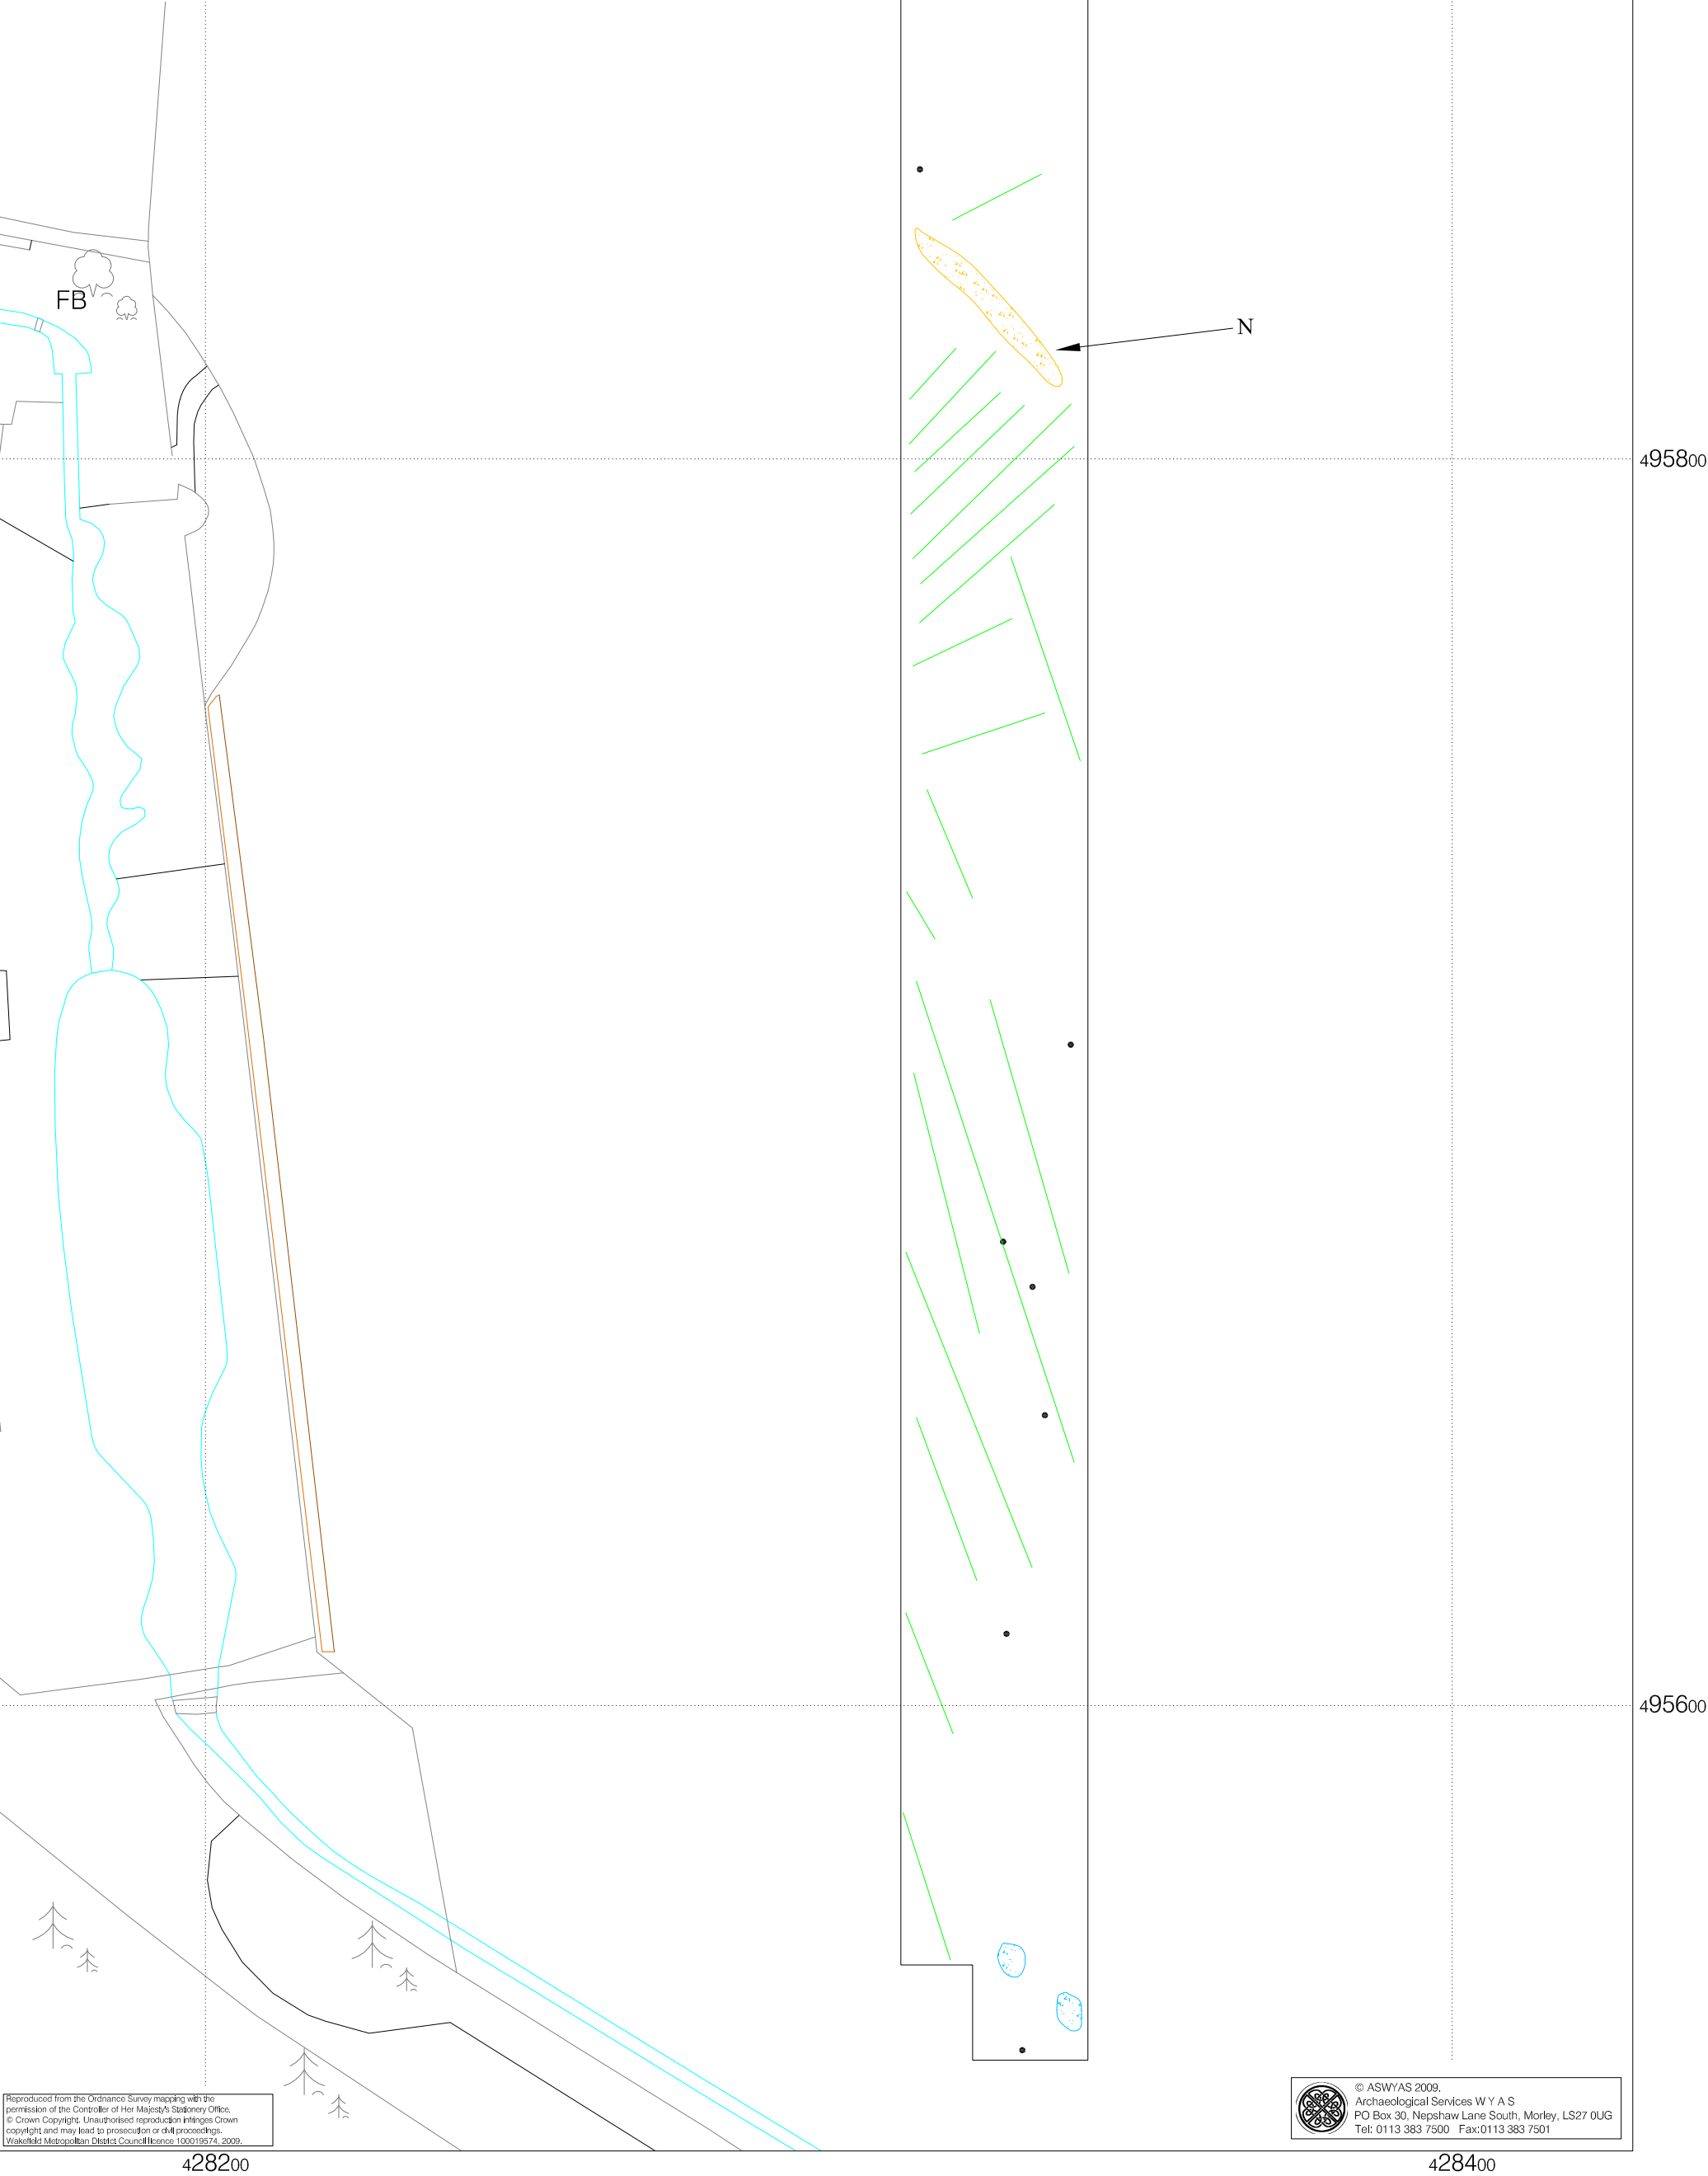 FB
N
495800
495600
Reproduced from the Ordnance Survey mapping with the
permission of the Controller of Her Majesty's Stationery Office.
© Crown Copyright. Unauthorised reproduction infringes Crown
copyright and may lead to prosecution or civil proceedings.
Wakefield Metropolitan District Council licence 100019574, 2009.
© ASWYAS 2009.
Archaeological Services W Y A S
PO Box 30, Nepshaw Lane South, Morley, LS27 0UG
Tel: 0113 383 7500 Fax:0113 383 7501
428200
428400